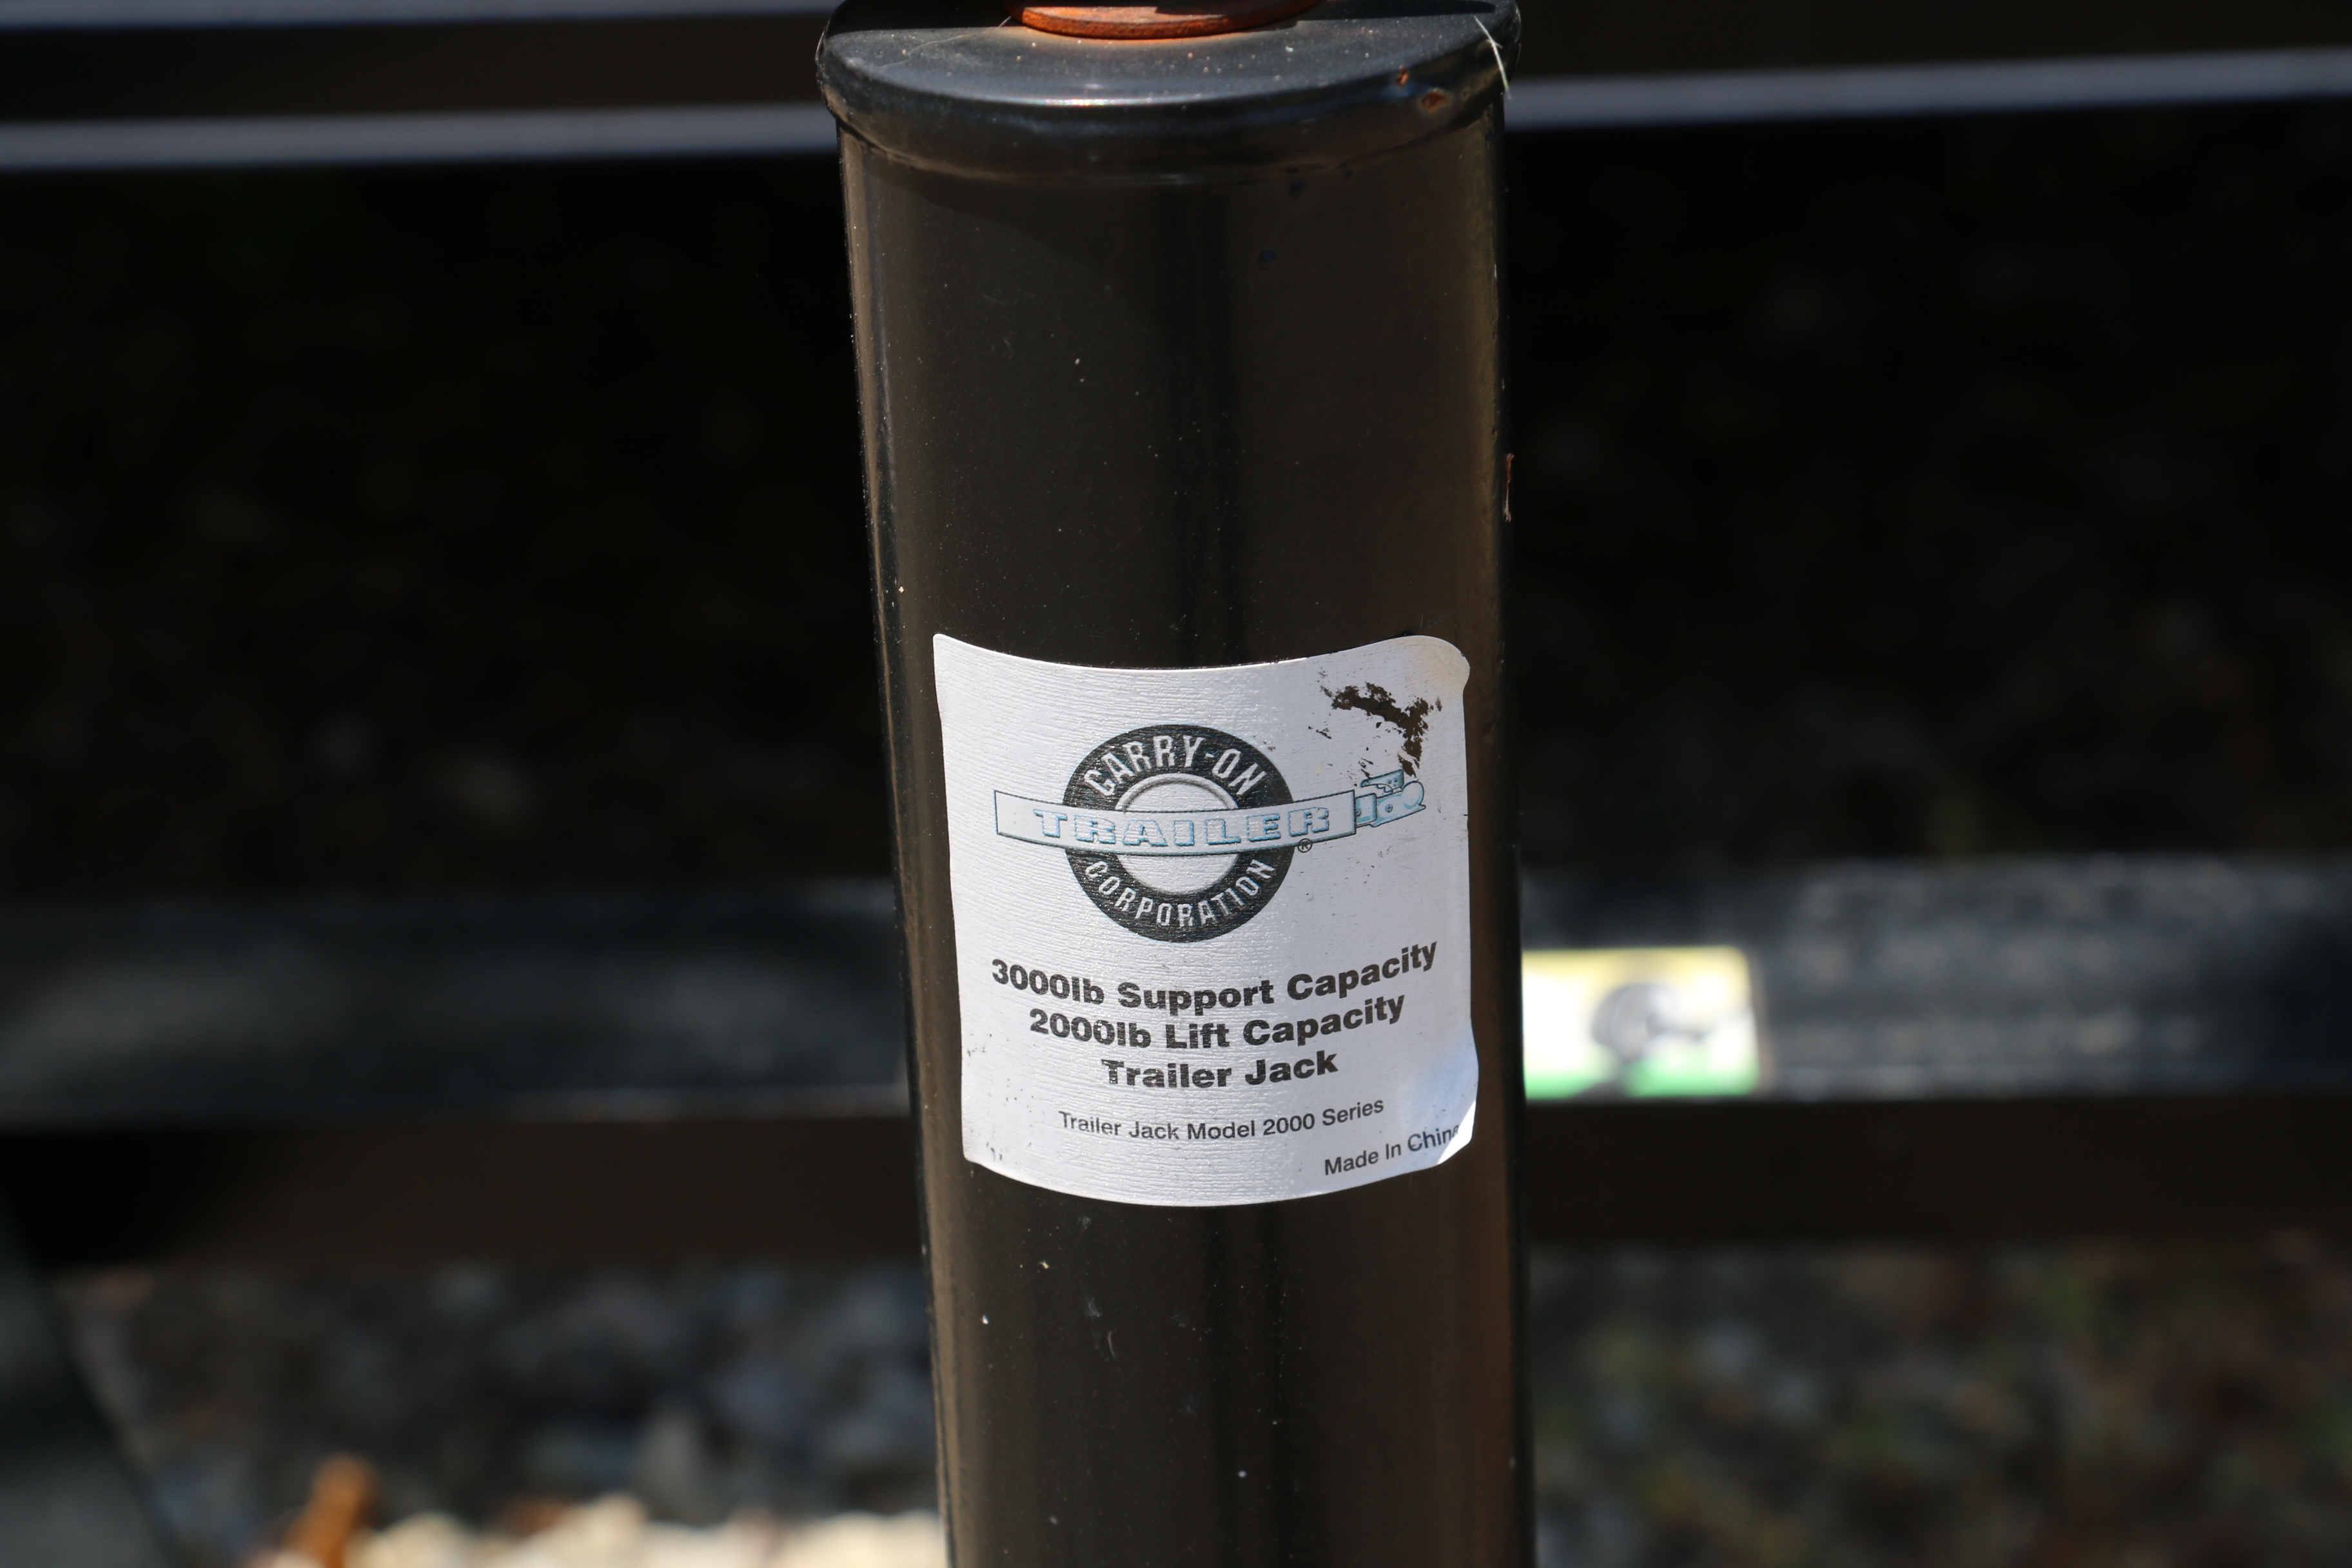 CARRY-ON
TRAILER
®
CORPORATION
3000lb Support Capacity
2000lb Lift Capacity
Trailer Jack
Trailer Jack Model 2000 Series
Made In China